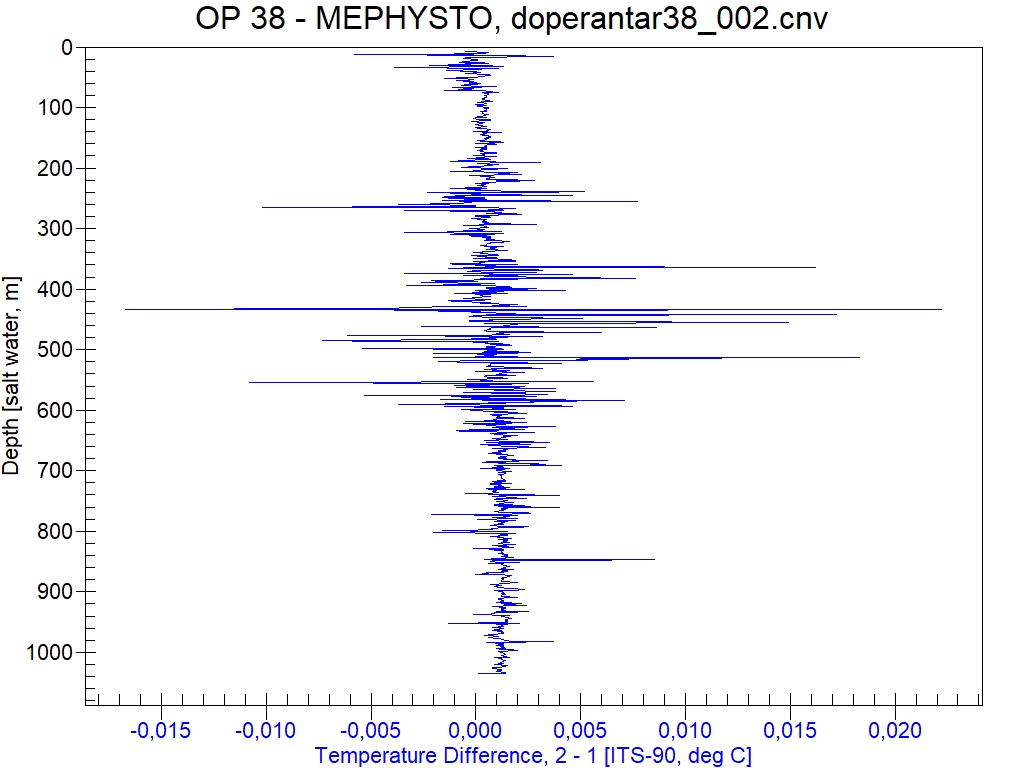 OP 38 - MEPHYSTO, doperantar38_002.cnv
0
100
200
300
400
500
600
700
800
900
1000
Depth [salt water, m]
-0,015 -0,010 -0,005 0,000 0,005 0,010 0,015 0,020
Temperature Difference, 2 - 1 [ITS-90, deg C]